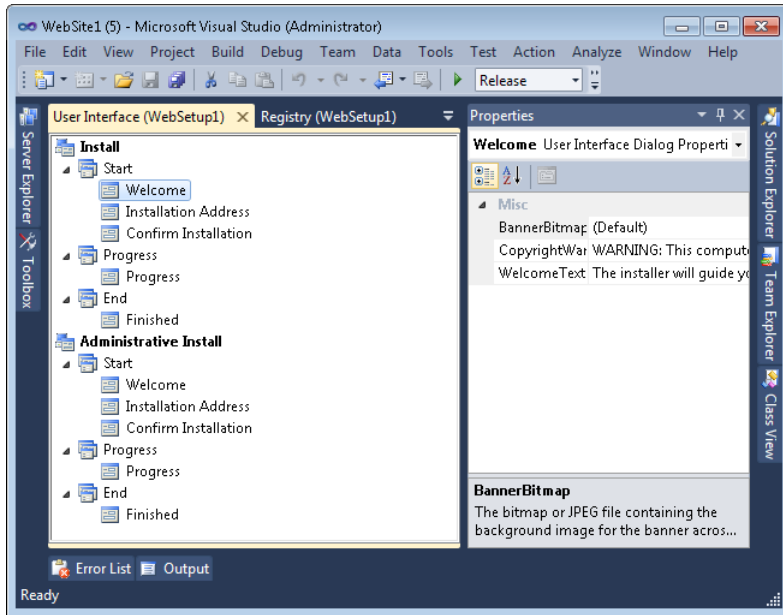 WebSite1 (5) - Microsoft Visual Studio (Administrator)
File Edit View Project Build Debug Team Data Tools Test Action Analyze Window Help
Release
Server Explorer
Toolbox
User Interface (WebSetup1) Registry (WebSetup1)
Install
Start
Welcome
Installation Address
Confirm Installation
Progress
Progress
End
Finished
Administrative Install
Start
Welcome
Installation Address
Confirm Installation
Progress
Progress
End
Finished
Properties
Welcome User Interface Dialog Properti
Misc
BannerBitmap (Default)
CopyrightWar WARNING: This compute
WelcomeText The installer will guide yo
BannerBitmap
The bitmap or JPEG file containing the
background image for the banner acros...
Solution Explorer
Team Explorer
Class View
Error List Output
Ready